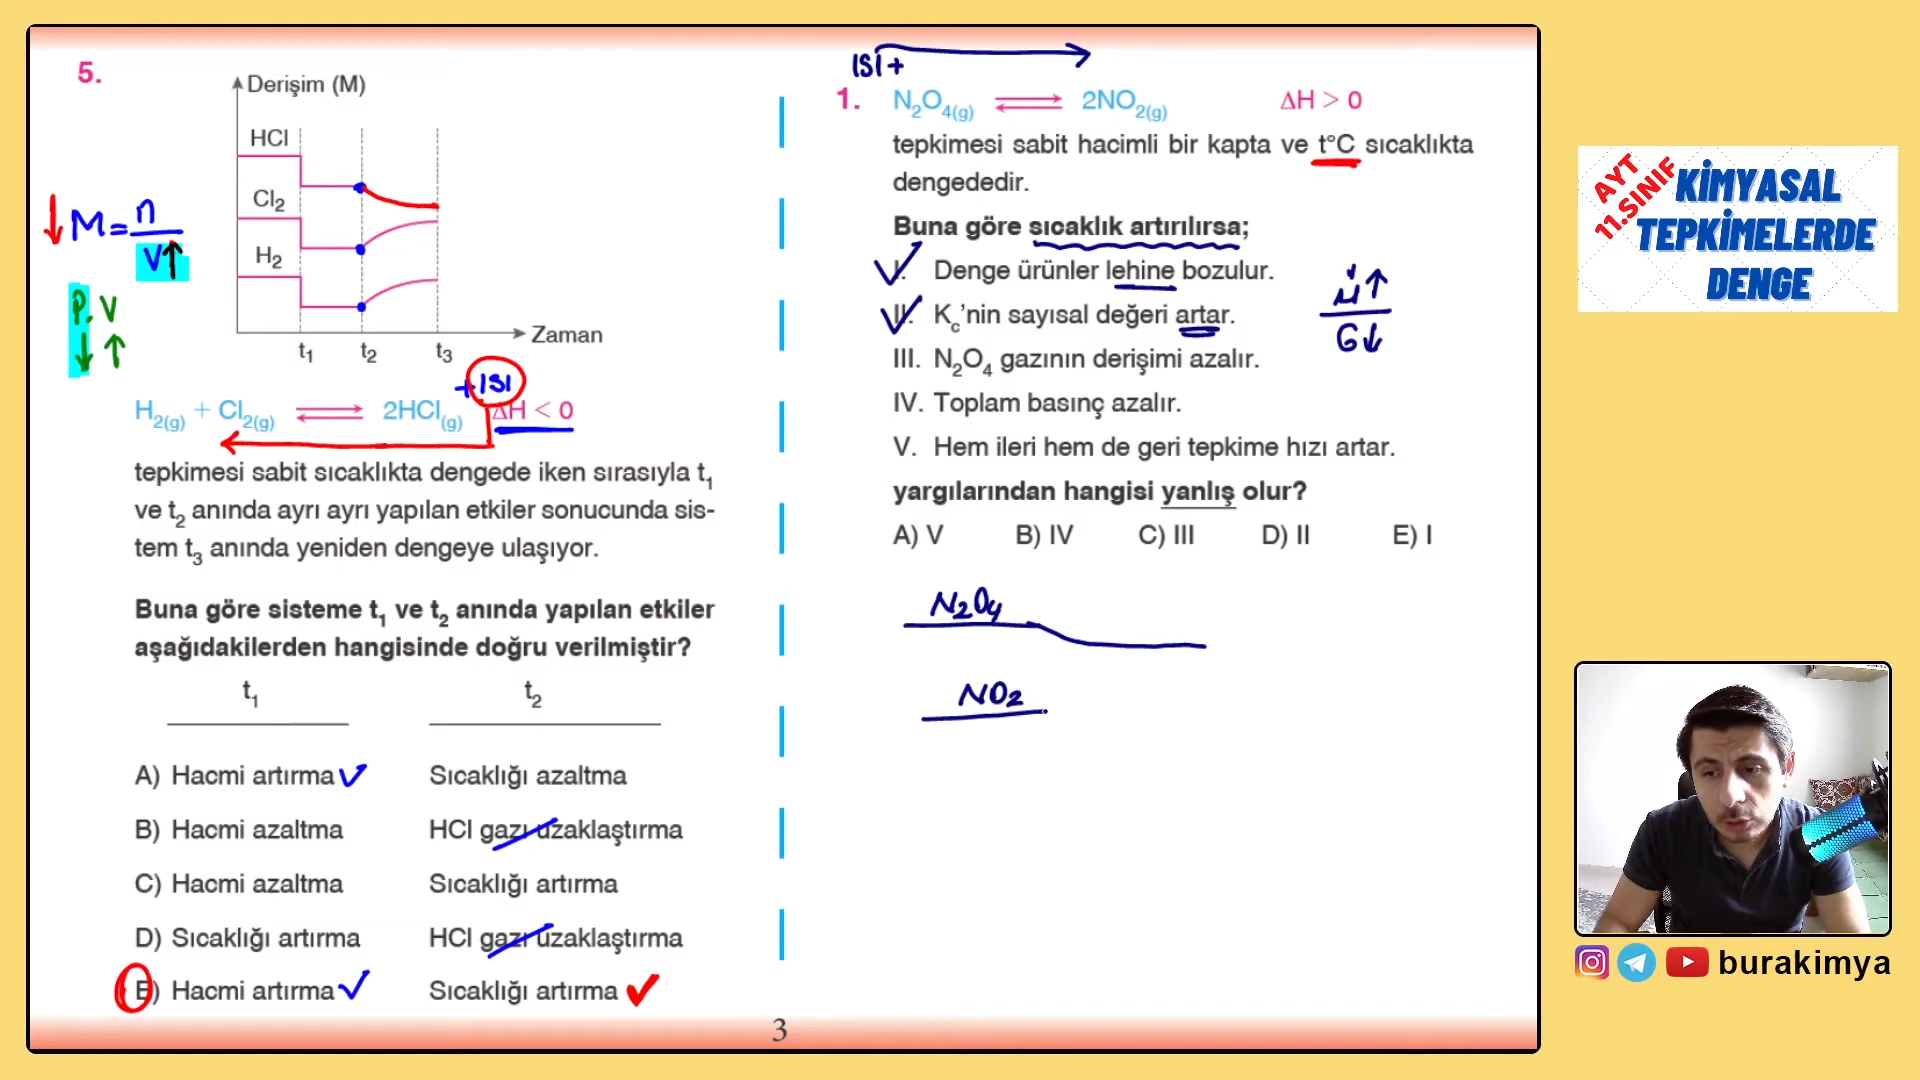 5.
Derişim (M)
HCl
Cl₂
H₂
Zaman
t₁ t₂ t₃
↓ M = n / V↑
P. V
↓ ↑
+ ISI
H₂(g) + Cl₂(g) ⇌ 2HCl(g) ΔH < 0
tepkimesi sabit sıcaklıkta dengede iken sırasıyla t₁
ve t₂ anında ayrı ayrı yapılan etkiler sonucunda sis-
tem t₃ anında yeniden dengeye ulaşıyor.
Buna göre sisteme t₁ ve t₂ anında yapılan etkiler
aşağıdakilerden hangisinde doğru verilmiştir?
t₁ t₂
A) Hacmi artırma ✓ Sıcaklığı azaltma
B) Hacmi azaltma HCl gazı uzaklaştırma
C) Hacmi azaltma Sıcaklığı artırma
D) Sıcaklığı artırma HCl gazı uzaklaştırma
E) Hacmi artırma ✓ Sıcaklığı artırma ✓
ISI +
1. N₂O₄(g) ⇌ 2NO₂(g) ΔH > 0
tepkimesi sabit hacimli bir kapta ve t°C sıcaklıkta
dengededir.
Buna göre sıcaklık artırılırsa;
I. Denge ürünler lehine bozulur.
II. Kc'nin sayısal değeri artar.
III. N₂O₄ gazının derişimi azalır.
IV. Toplam basınç azalır.
V. Hem ileri hem de geri tepkime hızı artar.
yargılarından hangisi yanlış olur?
A) V B) IV C) III D) II E) I
Ü↑
G↓
N₂O₄
NO₂
3
AYT
11.SINIF
KİMYASAL
TEPKİMELERDE
DENGE
burakimya